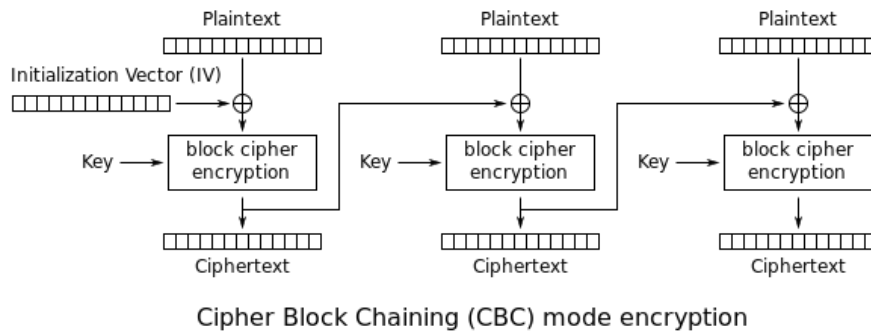 Plaintext
Plaintext
Plaintext
Initialization Vector (IV)
Key
block cipher
encryption
Key
block cipher
encryption
Key
block cipher
encryption
Ciphertext
Ciphertext
Ciphertext
Cipher Block Chaining (CBC) mode encryption